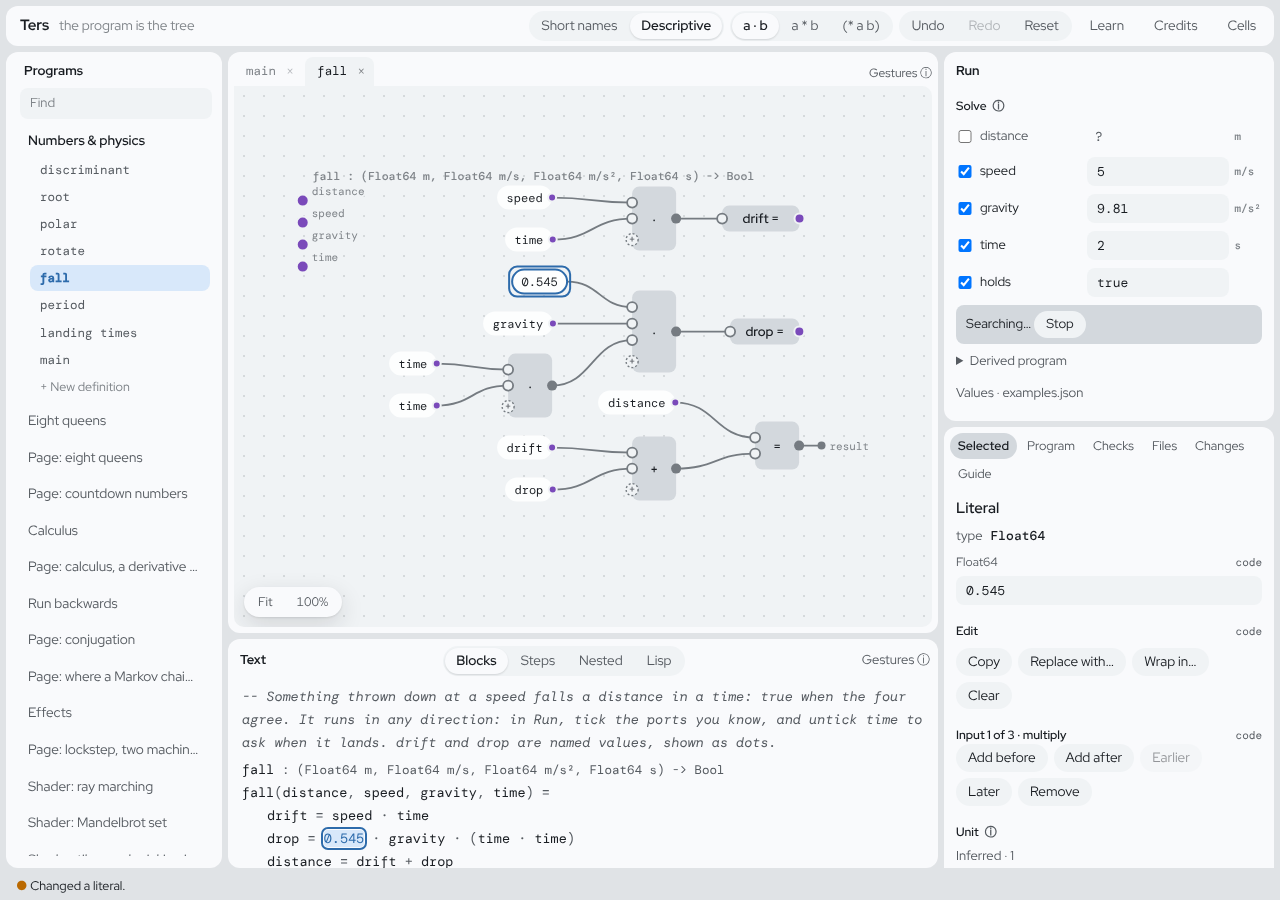 Ters the program is the tree
Short names Descriptive a · b a * b (* a b) Undo Redo Reset Learn Credits Cells
Programs
Find
Numbers & physics
discriminant
root
polar
rotate
fall
period
landing times
main
+ New definition
Eight queens
Page: eight queens
Page: countdown numbers
Calculus
Page: calculus, a derivative ...
Run backwards
Page: conjugation
Page: where a Markov chai...
Effects
Page: lockstep, two machin...
Shader: ray marching
Shader: Mandelbrot set
main × fall × Gestures ⓘ
fall : (Float64 m, Float64 m/s, Float64 m/s², Float64 s) -> Bool
distance
speed
gravity
time
speed
time
·
drift =
0.545
gravity
·
drop =
time
time
·
distance
drift
drop
+
=
result
Fit 100%
Text Blocks Steps Nested Lisp Gestures ⓘ
-- Something thrown down at a speed falls a distance in a time: true when the four
agree. It runs in any direction: in Run, tick the ports you know, and untick time to
ask when it lands. drift and drop are named values, shown as dots.
fall : (Float64 m, Float64 m/s, Float64 m/s², Float64 s) -> Bool
fall(distance, speed, gravity, time) =
drift = speed · time
drop = 0.545 · gravity · (time · time)
distance = drift + drop
Run
Solve ⓘ
distance ? m
speed 5 m/s
gravity 9.81 m/s²
time 2 s
holds true
Searching... Stop
Derived program
Values · examples.json
Selected Program Checks Files Changes
Guide
Literal
type Float64
Float64 code
0.545
Edit code
Copy Replace with... Wrap in...
Clear
Input 1 of 3 · multiply code
Add before Add after Earlier
Later Remove
Unit ⓘ
Inferred · 1
Changed a literal.